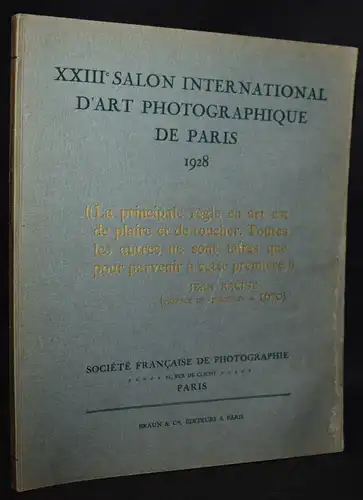 XXIIIe SALON INTERNATIONAL
D'ART PHOTOGRAPHIQUE
DE PARIS
1928
« La principale règle en art est
de plaire et de toucher. Toutes
les autres ne sont faites que
pour parvenir à cette première »
JEAN RACINE
SOCIÉTÉ FRANÇAISE DE PHOTOGRAPHIE
51, RUE DE CLICHY
PARIS
BRAUN & Cie, ÉDITEURS A PARIS